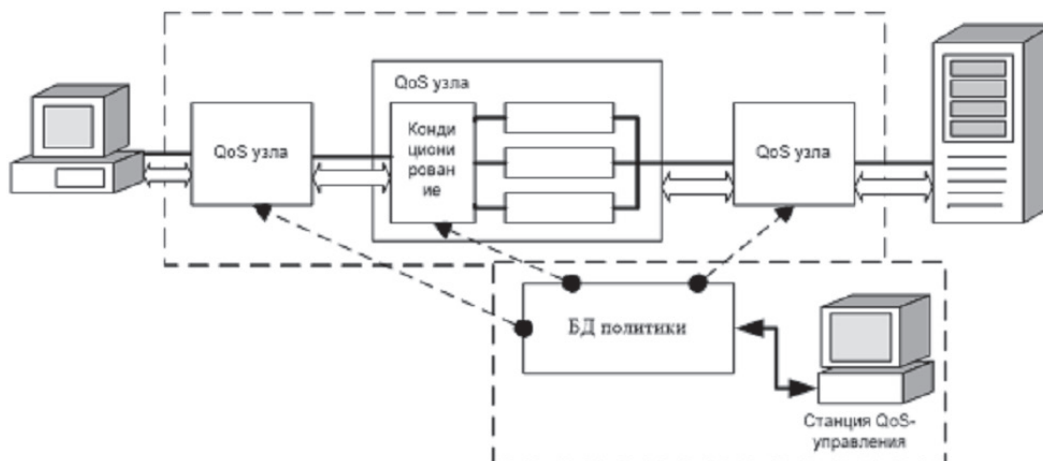 QoS узла
QoS узла
Конди
циони
рован
ие
QoS узла
БД политики
Станция QoS-
управления